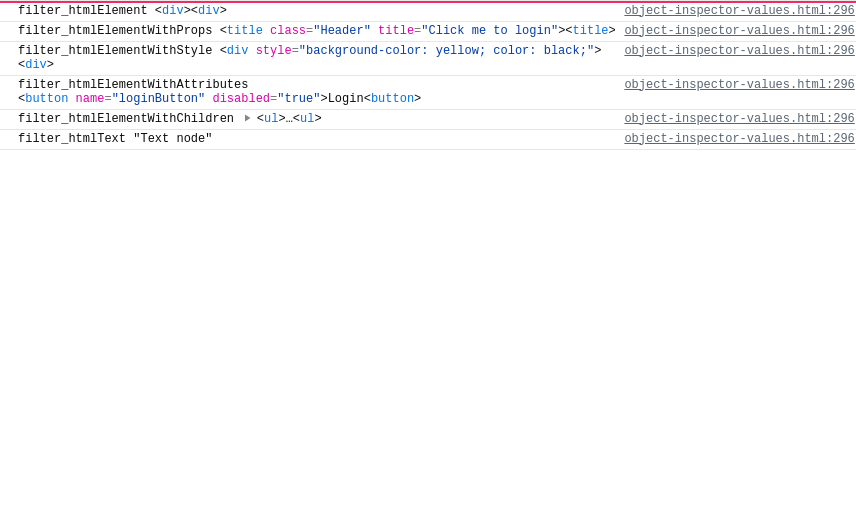 filter_htmlElement <div><div> object-inspector-values.html:296
filter_htmlElementWithProps <title class="Header" title="Click me to login"><title> object-inspector-values.html:296
filter_htmlElementWithStyle <div style="background-color: yellow; color: black;"> object-inspector-values.html:296
<div>
filter_htmlElementWithAttributes object-inspector-values.html:296
<button name="loginButton" disabled="true">Login<button>
filter_htmlElementWithChildren <ul>…<ul> object-inspector-values.html:296
filter_htmlText "Text node" object-inspector-values.html:296